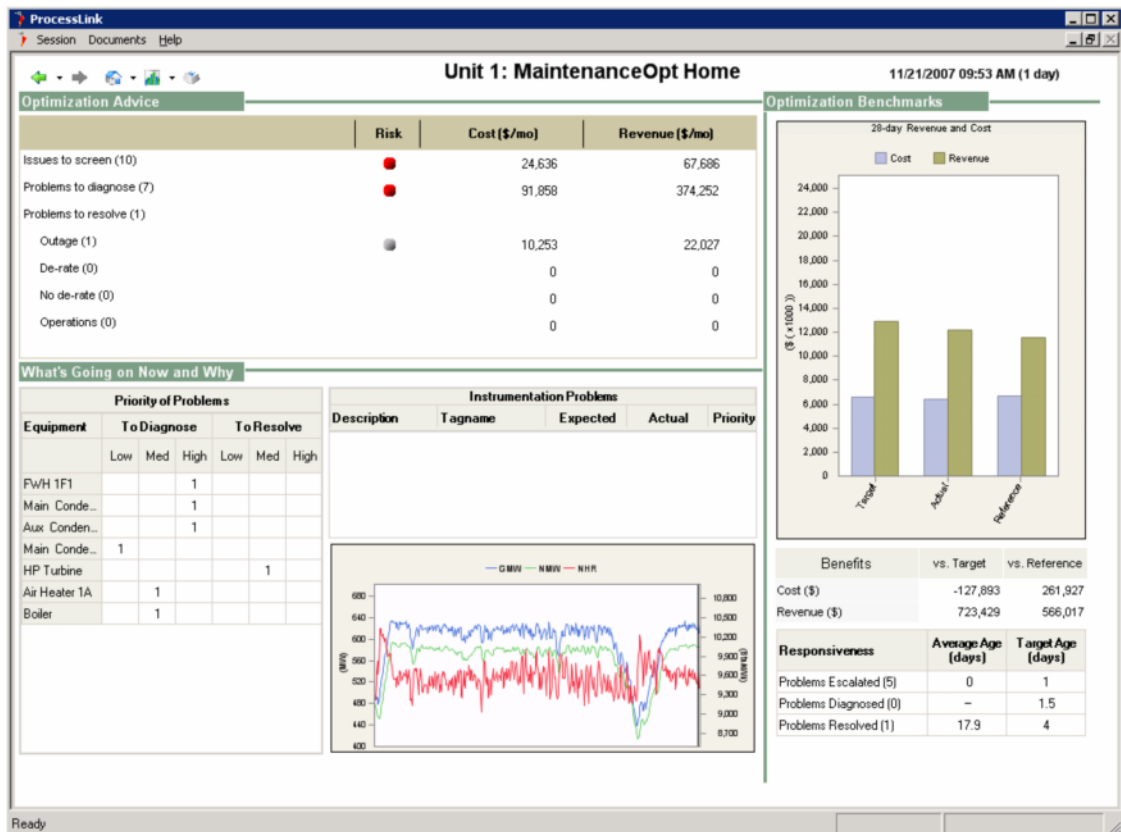 ProcessLink
Session Documents Help
Unit 1: MaintenanceOpt Home
11/21/2007 09:53 AM (1 day)
Optimization Advice
Risk Cost ($/mo) Revenue ($/mo)
Issues to screen (10) 24,636 67,686
Problems to diagnose (7) 91,858 374,252
Problems to resolve (1)
Outage (1) 10,253 22,027
De-rate (0) 0 0
No de-rate (0) 0 0
Operations (0) 0 0
What's Going on Now and Why
Priority of Problems
Equipment To Diagnose To Resolve
Low Med High Low Med High
FWH 1F1 1
Main Conde... 1
Aux Conden... 1
Main Conde... 1
HP Turbine 1
Air Heater 1A 1
Boiler 1
Instrumentation Problems
Description Tagname Expected Actual Priority
GMW NMW NHR
680
640
600
560
520
480
440
400
(MW)
10,800
10,500
10,200
9,900
9,600
9,300
9,000
8,700
Optimization Benchmarks
28-day Revenue and Cost
Cost Revenue
24,000
22,000
20,000
18,000
16,000
14,000
12,000
10,000
8,000
6,000
4,000
2,000
0
($ ( x1000 ))
Target Actual Reference
Benefits vs. Target vs. Reference
Cost ($) -127,893 261,927
Revenue ($) 723,429 566,017
Responsiveness Average Age (days) Target Age (days)
Problems Escalated (5) 0 1
Problems Diagnosed (0) – 1.5
Problems Resolved (1) 17.9 4
Ready